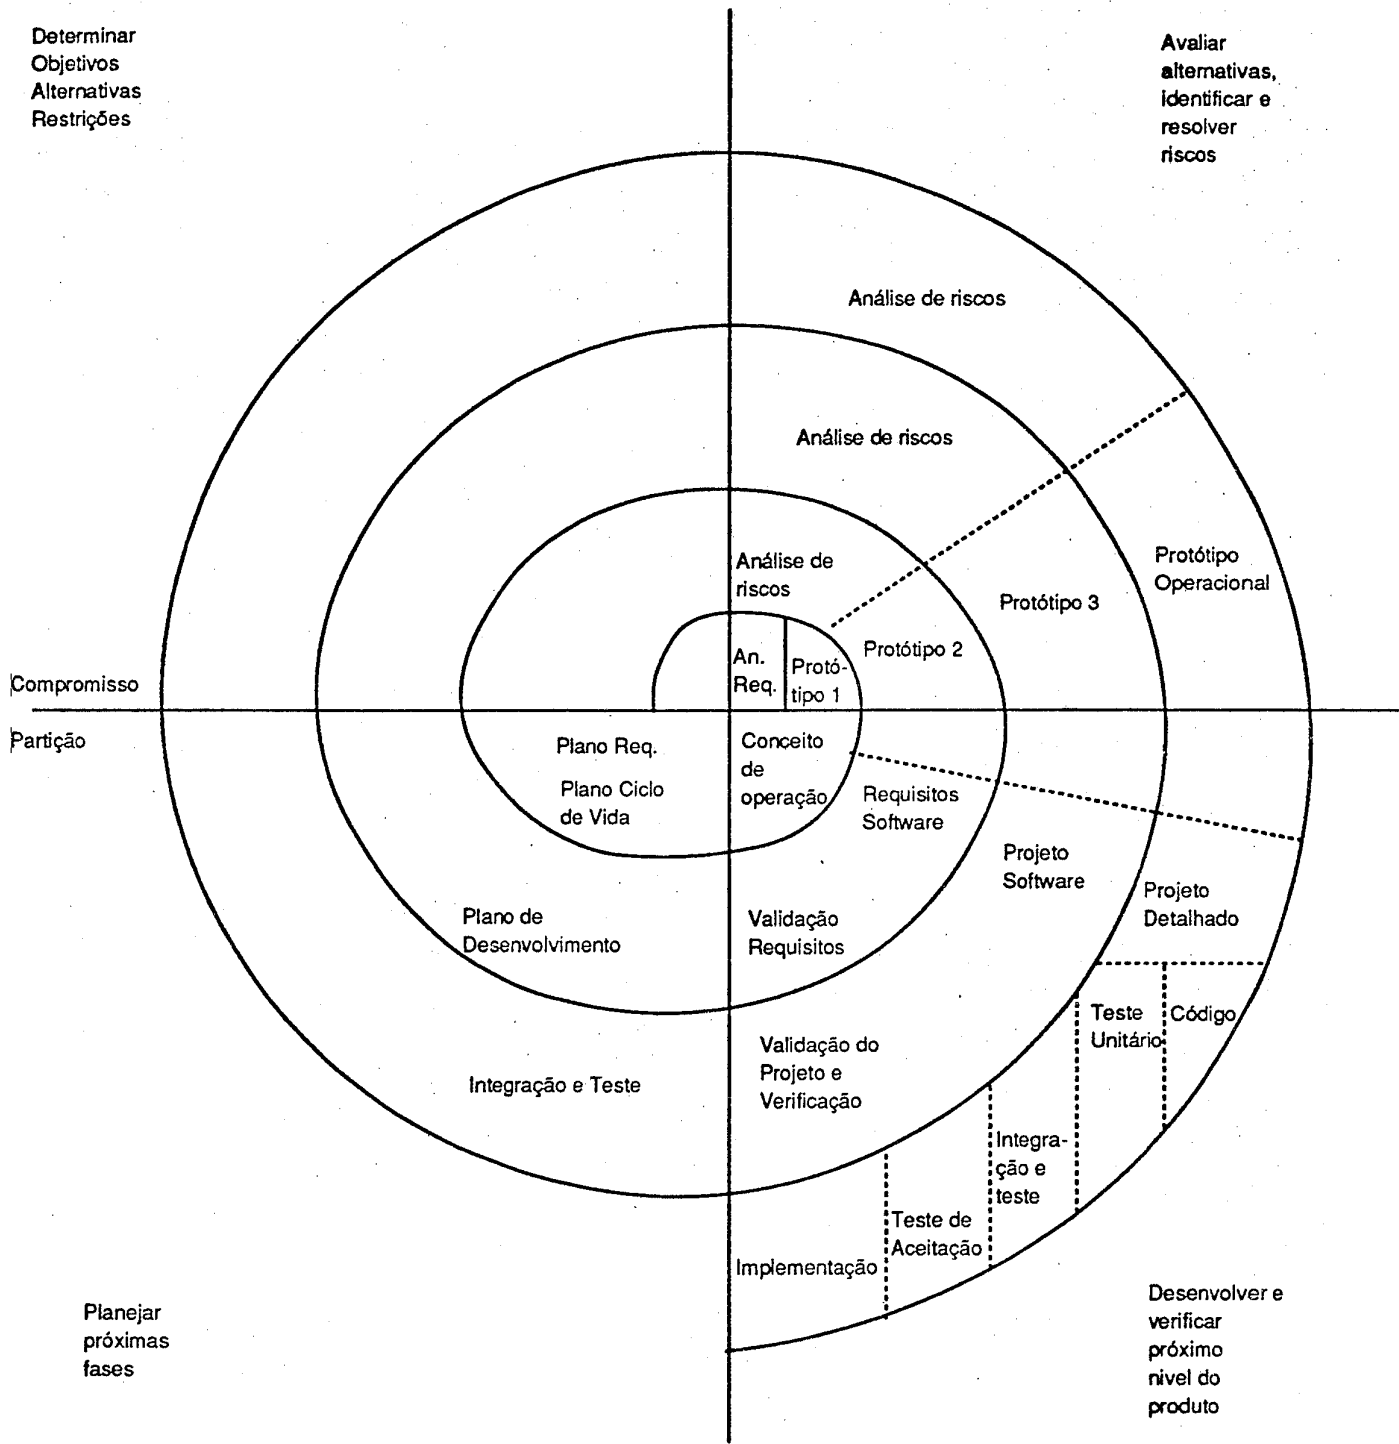 Determinar
Objetivos
Alternativas
Restrições
Avaliar
alternativas,
identificar e
resolver
riscos
Análise de riscos
Análise de riscos
Análise de
riscos
Protótipo
Operacional
Protótipo 3
Protótipo 2
An.
Req.
Protó-
tipo 1
Compromisso
Partição
Plano Req.
Plano Ciclo
de Vida
Conceito
de
operação
Requisitos
Software
Projeto
Software
Projeto
Detalhado
Plano de
Desenvolvimento
Validação
Requisitos
Teste
Unitário
Código
Integração e Teste
Validação do
Projeto e
Verificação
Integra-
ção e
teste
Teste de
Aceitação
Implementação
Planejar
próximas
fases
Desenvolver e
verificar
próximo
nivel do
produto